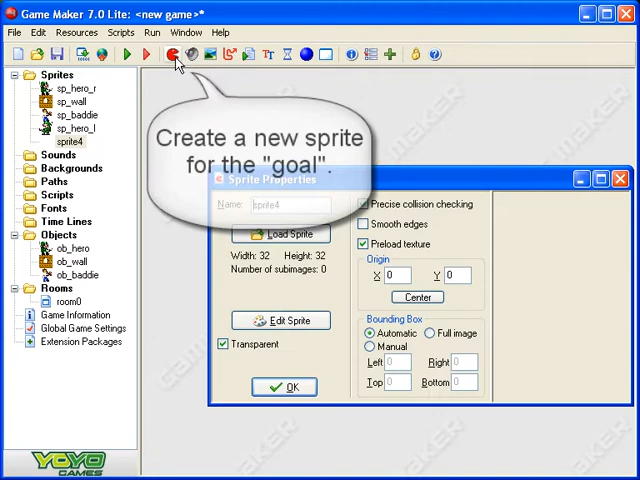 Game Maker 7.0 Lite: <new game>*
File Edit Resources Scripts Run Window Help
Sprites
sp_hero_r
sp_wall
sp_baddie
sp_hero_l
sprite4
Sounds
Backgrounds
Paths
Scripts
Fonts
Time Lines
Objects
ob_hero
ob_wall
ob_baddie
Rooms
room0
Game Information
Global Game Settings
Extension Packages
YOYO
GAMES
Create a new sprite
for the "goal".
Sprite Properties
Name: sprite4
Load Sprite
Width: 32 Height: 32
Number of subimages: 0
Edit Sprite
Transparent
OK
Precise collision checking
Smooth edges
Preload texture
Origin
X 0 Y 0
Center
Bounding Box
Automatic Full image
Manual
Left 0 Right 0
Top 0 Bottom 0